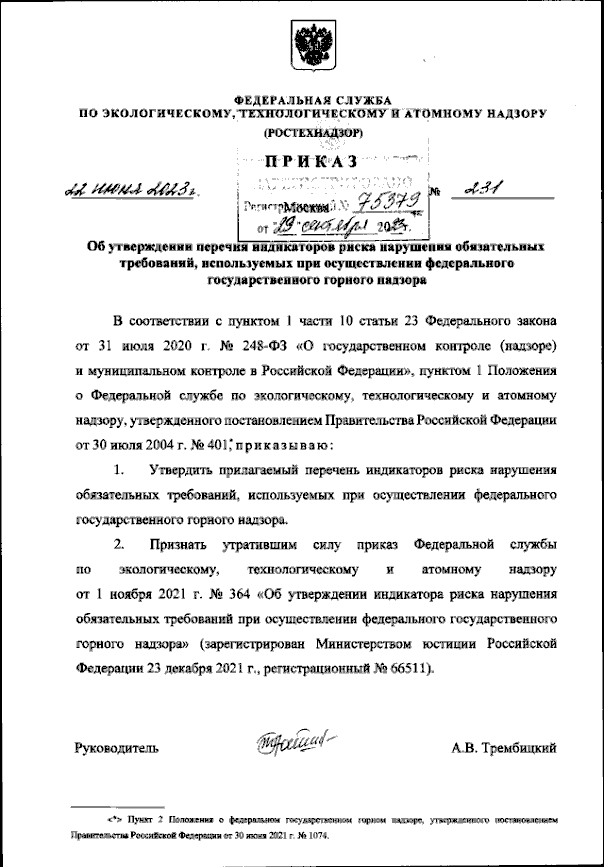 ФЕДЕРАЛЬНАЯ СЛУЖБА
ПО ЭКОЛОГИЧЕСКОМУ, ТЕХНОЛОГИЧЕСКОМУ И АТОМНОМУ НАДЗОРУ
(РОСТЕХНАДЗОР)
ПРИКАЗ
22 июня 2023г. № 231
Москва
Регистрационный № 75379
от "29" сентября 2023.
Об утверждении перечня индикаторов риска нарушения обязательных
требований, используемых при осуществлении федерального
государственного горного надзора
В соответствии с пунктом 1 части 10 статьи 23 Федерального закона
от 31 июля 2020 г. № 248-ФЗ «О государственном контроле (надзоре)
и муниципальном контроле в Российской Федерации», пунктом 1 Положения
о Федеральной службе по экологическому, технологическому и атомному
надзору, утвержденного постановлением Правительства Российской Федерации
от 30 июля 2004 г. № 401,* приказываю:
1. Утвердить прилагаемый перечень индикаторов риска нарушения
обязательных требований, используемых при осуществлении федерального
государственного горного надзора.
2. Признать утратившим силу приказ Федеральной службы
по экологическому, технологическому и атомному надзору
от 1 ноября 2021 г. № 364 «Об утверждении индикатора риска нарушения
обязательных требований при осуществлении федерального государственного
горного надзора» (зарегистрирован Министерством юстиции Российской
Федерации 23 декабря 2021 г., регистрационный № 66511).
Руководитель А.В. Трембицкий
<*> Пункт 2 Положения о федеральном государственном горном надзоре, утвержденного постановлением
Правительства Российской Федерации от 30 июня 2021 г. № 1074.